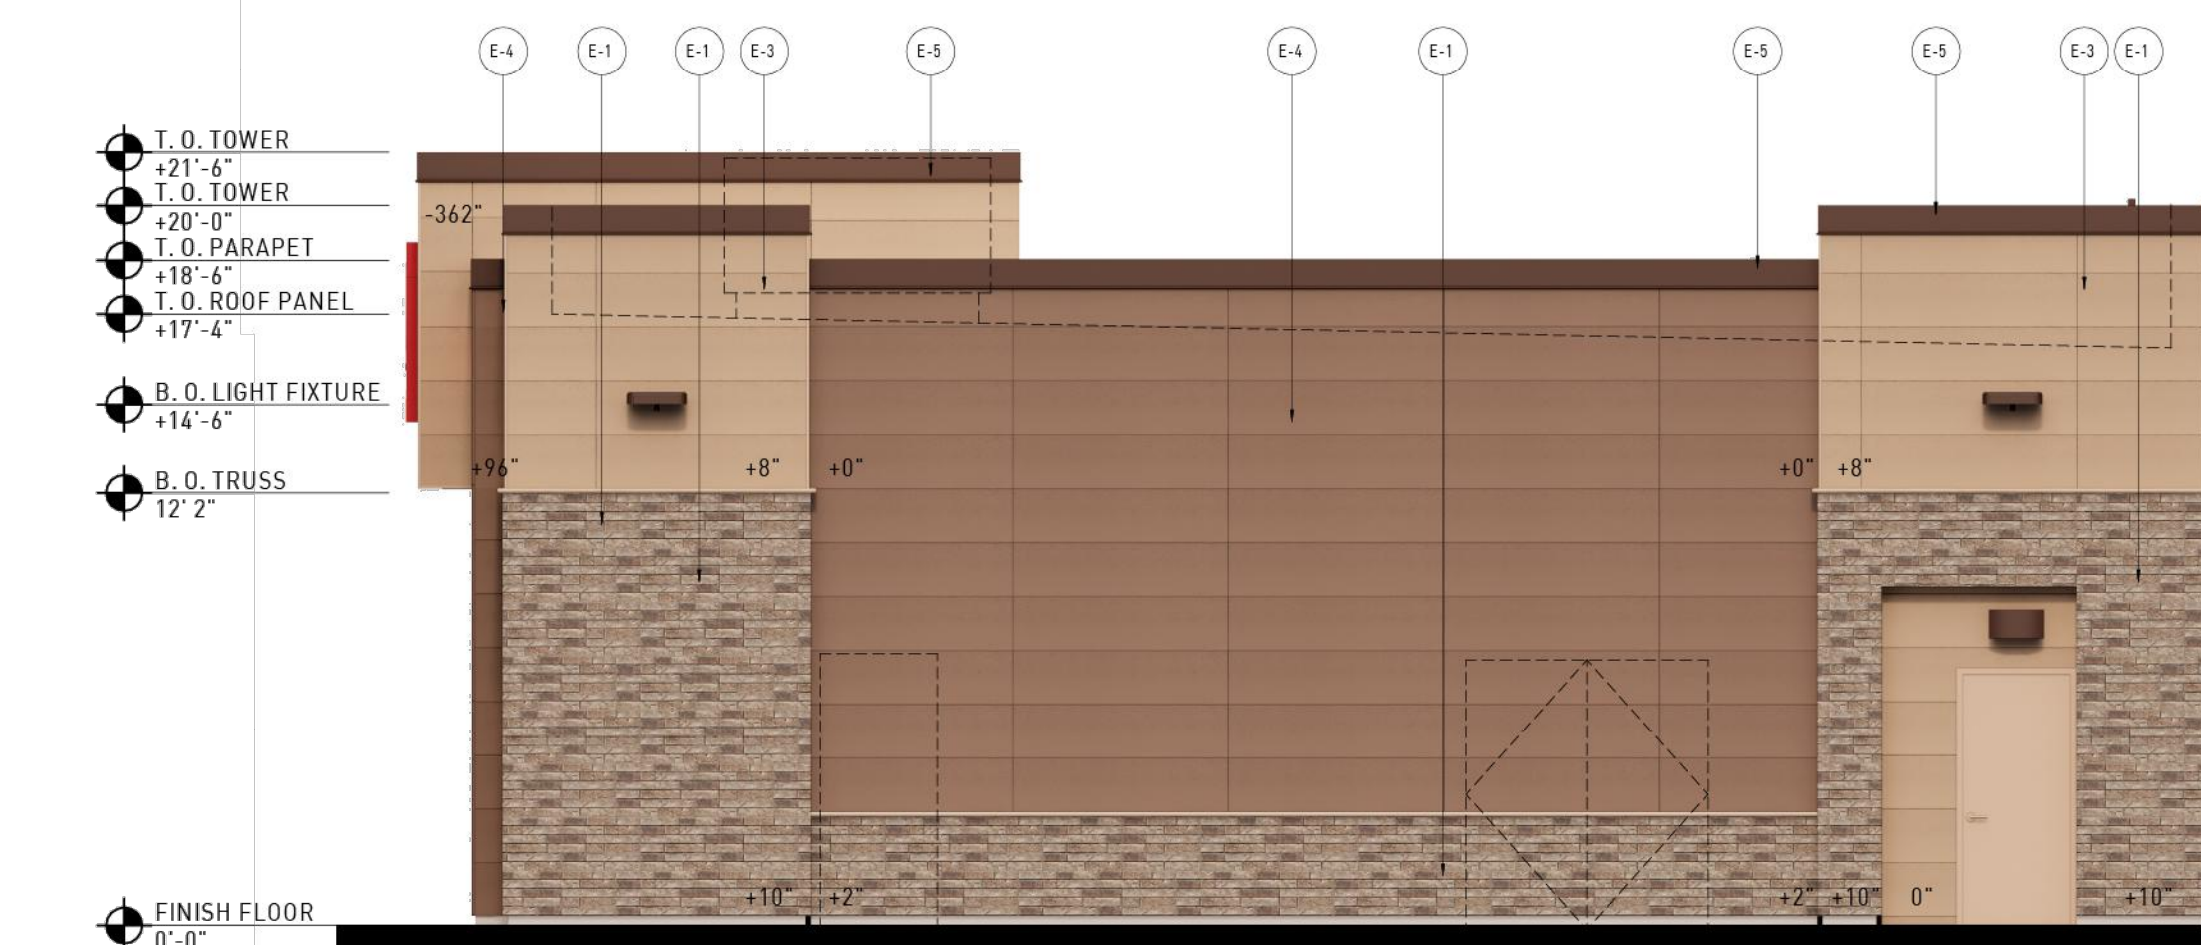 E-4 E-1 E-1 E-3 E-5 E-4 E-1 E-5 E-5 E-3 E-1
T. O. TOWER
+21'-6"
T. O. TOWER
+20'-0"
-362"
T. O. PARAPET
+18'-6"
T. O. ROOF PANEL
+17'-4"
B. O. LIGHT FIXTURE
+14'-6"
+96" +8" +0" +0" +8"
B. O. TRUSS
12' 2"
+10" +2" +2" +10" 0" +10"
FINISH FLOOR
0'-0"